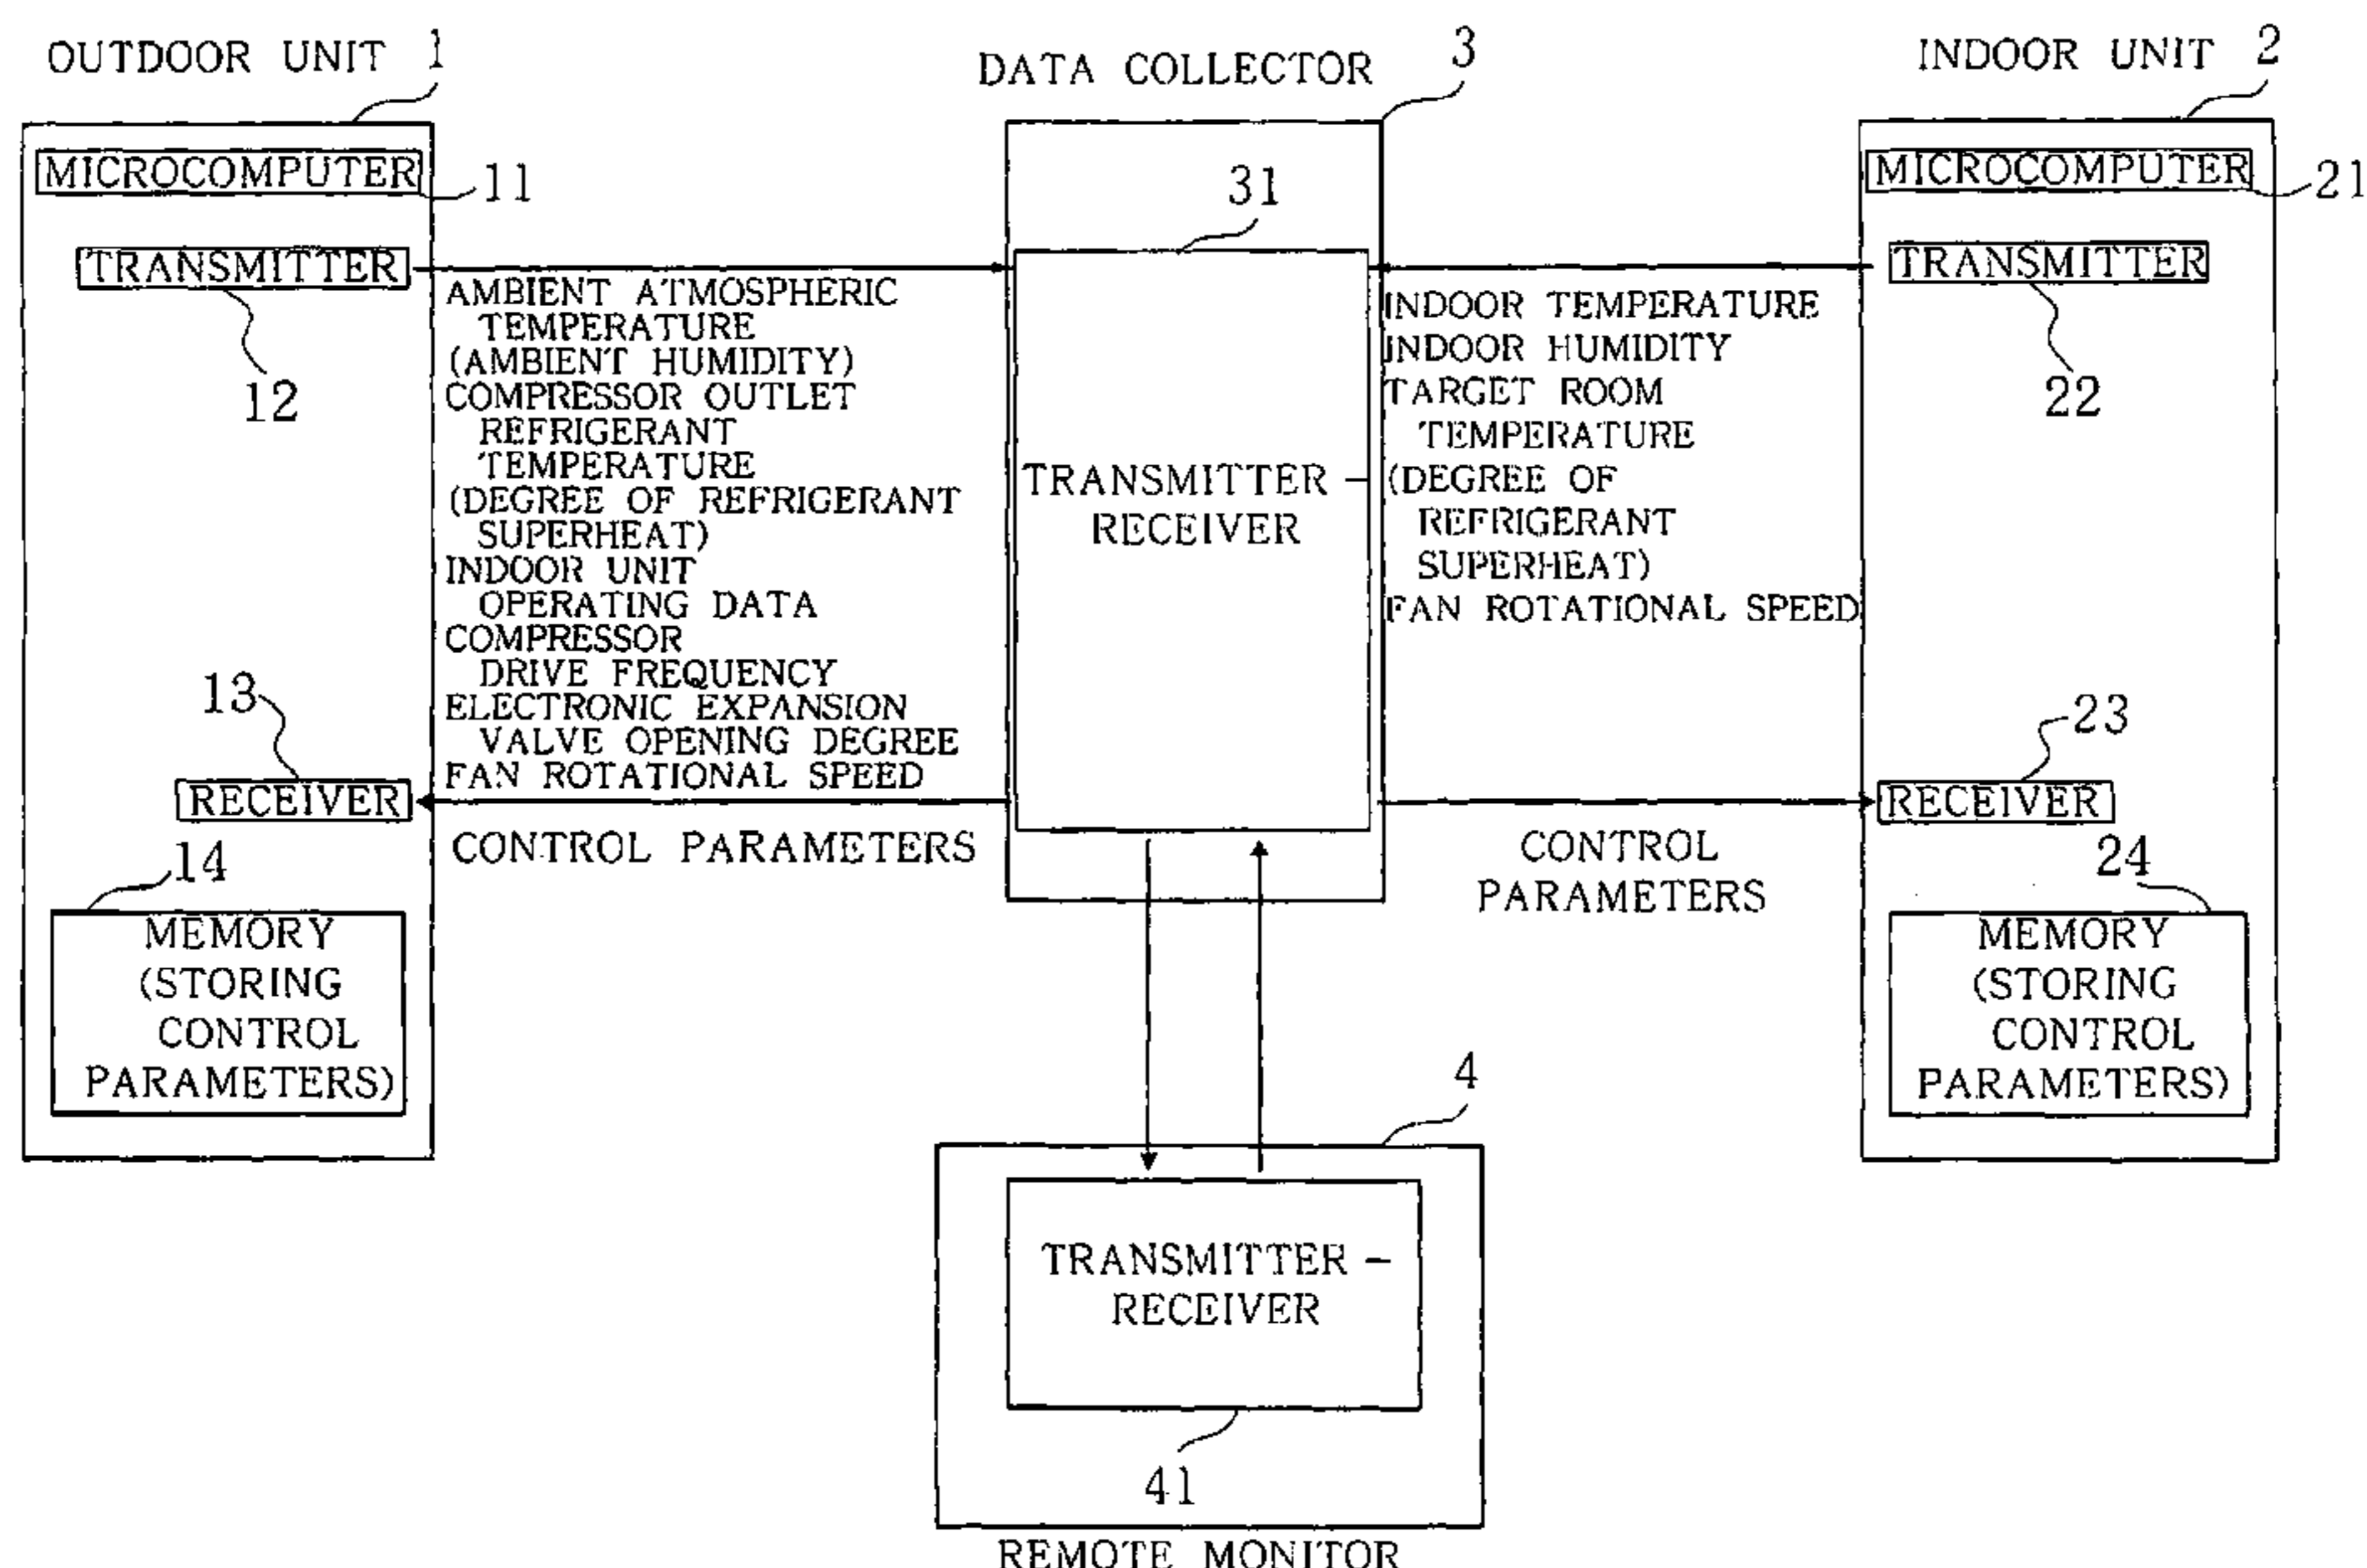 OUTDOOR UNIT 1
MICROCOMPUTER
11
TRANSMITTER
12
13
RECEIVER
14
MEMORY
(STORING
CONTROL
PARAMETERS)
AMBIENT ATMOSPHERIC
TEMPERATURE
(AMBIENT HUMIDITY)
COMPRESSOR OUTLET
REFRIGERANT
TEMPERATURE
(DEGREE OF REFRIGERANT
SUPERHEAT)
INDOOR UNIT
OPERATING DATA
COMPRESSOR
DRIVE FREQUENCY
ELECTRONIC EXPANSION
VALVE OPENING DEGREE
FAN ROTATIONAL SPEED
CONTROL PARAMETERS
DATA COLLECTOR 3
31
TRANSMITTER -
RECEIVER
INDOOR TEMPERATURE
INDOOR HUMIDITY
TARGET ROOM
TEMPERATURE
(DEGREE OF
REFRIGERANT
SUPERHEAT)
FAN ROTATIONAL SPEED
CONTROL
PARAMETERS
INDOOR UNIT 2
MICROCOMPUTER
21
TRANSMITTER
22
23
RECEIVER
24
MEMORY
(STORING
CONTROL
PARAMETERS)
4
TRANSMITTER -
RECEIVER
41
REMOTE MONITOR